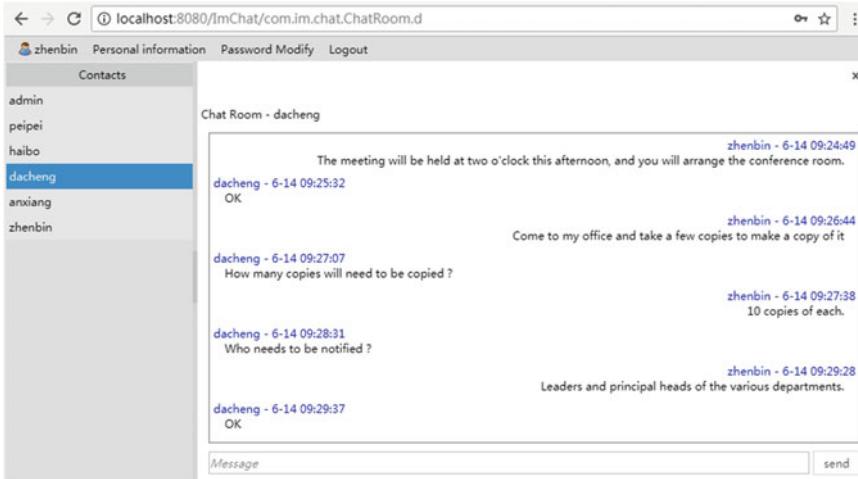 localhost:8080/ImChat/com.im.chat.ChatRoom.d
zhenbin Personal information Password Modify Logout
Contacts
admin
peipei
haibo
dacheng
anxiang
zhenbin
x
Chat Room - dacheng
zhenbin - 6-14 09:24:49
The meeting will be held at two o'clock this afternoon, and you will arrange the conference room.
dacheng - 6-14 09:25:32
OK
zhenbin - 6-14 09:26:44
Come to my office and take a few copies to make a copy of it
dacheng - 6-14 09:27:07
How many copies will need to be copied ?
zhenbin - 6-14 09:27:38
10 copies of each.
dacheng - 6-14 09:28:31
Who needs to be notified ?
zhenbin - 6-14 09:29:28
Leaders and principal heads of the various departments.
dacheng - 6-14 09:29:37
OK
Message
send